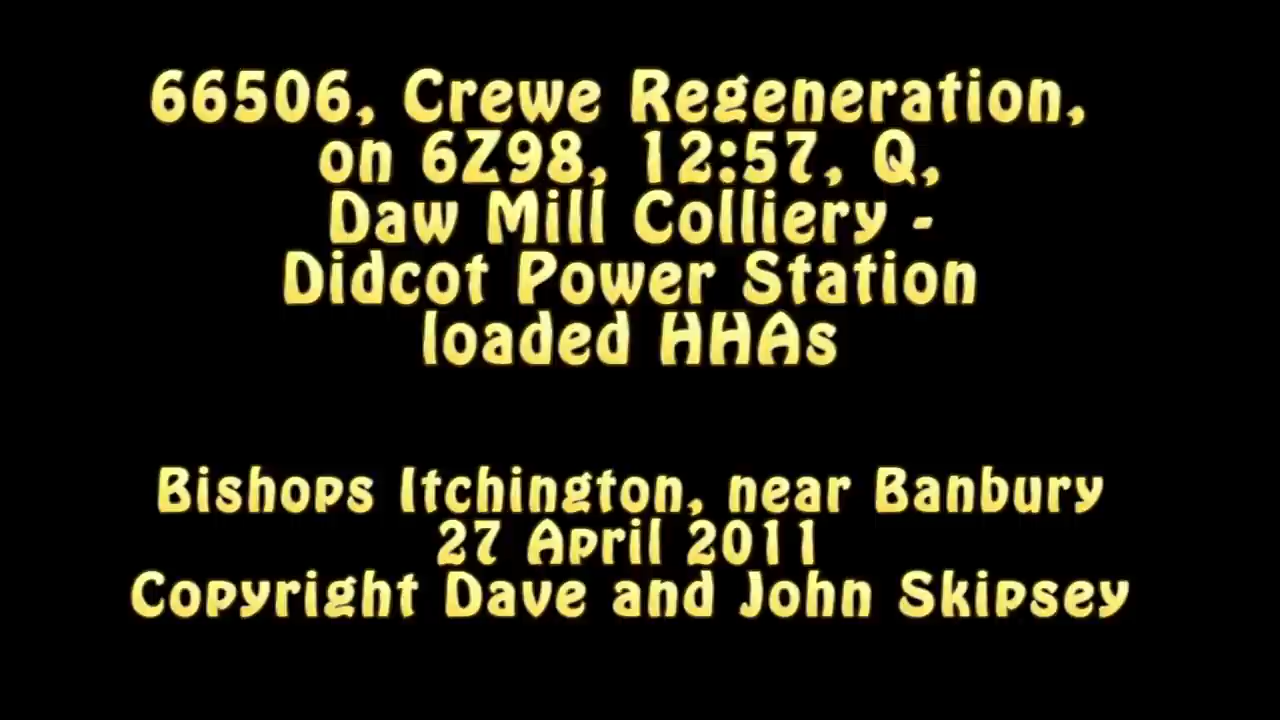 66506, Crewe Regeneration,
on 6Z98, 12:57, Q,
Daw Mill Colliery -
Didcot Power Station
loaded HHAs
Bishops Itchington, near Banbury
27 April 2011
Copyright Dave and John Skipsey